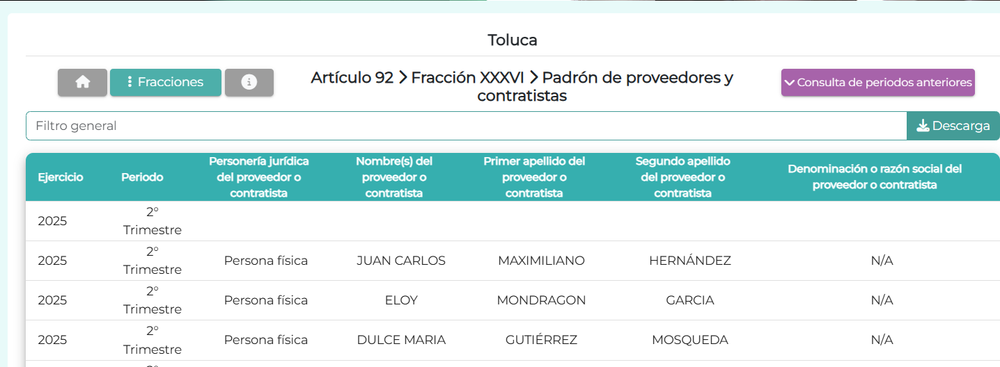 Toluca
Fracciones
Artículo 92 > Fracción XXXVI > Padrón de proveedores y
contratistas
Consulta de periodos anteriores
Filtro general
Descarga
Ejercicio
Periodo
Personería jurídica
del proveedor o
contratista
Nombre(s) del
proveedor o
contratista
Primer apellido del
proveedor o
contratista
Segundo apellido
del proveedor o
contratista
Denominación o razón social del
proveedor o contratista
2025
2°
Trimestre
2025
2°
Trimestre
Persona física
JUAN CARLOS
MAXIMILIANO
HERNÁNDEZ
N/A
2025
2°
Trimestre
Persona física
ELOY
MONDRAGON
GARCIA
N/A
2025
2°
Trimestre
Persona física
DULCE MARIA
GUTIÉRREZ
MOSQUEDA
N/A